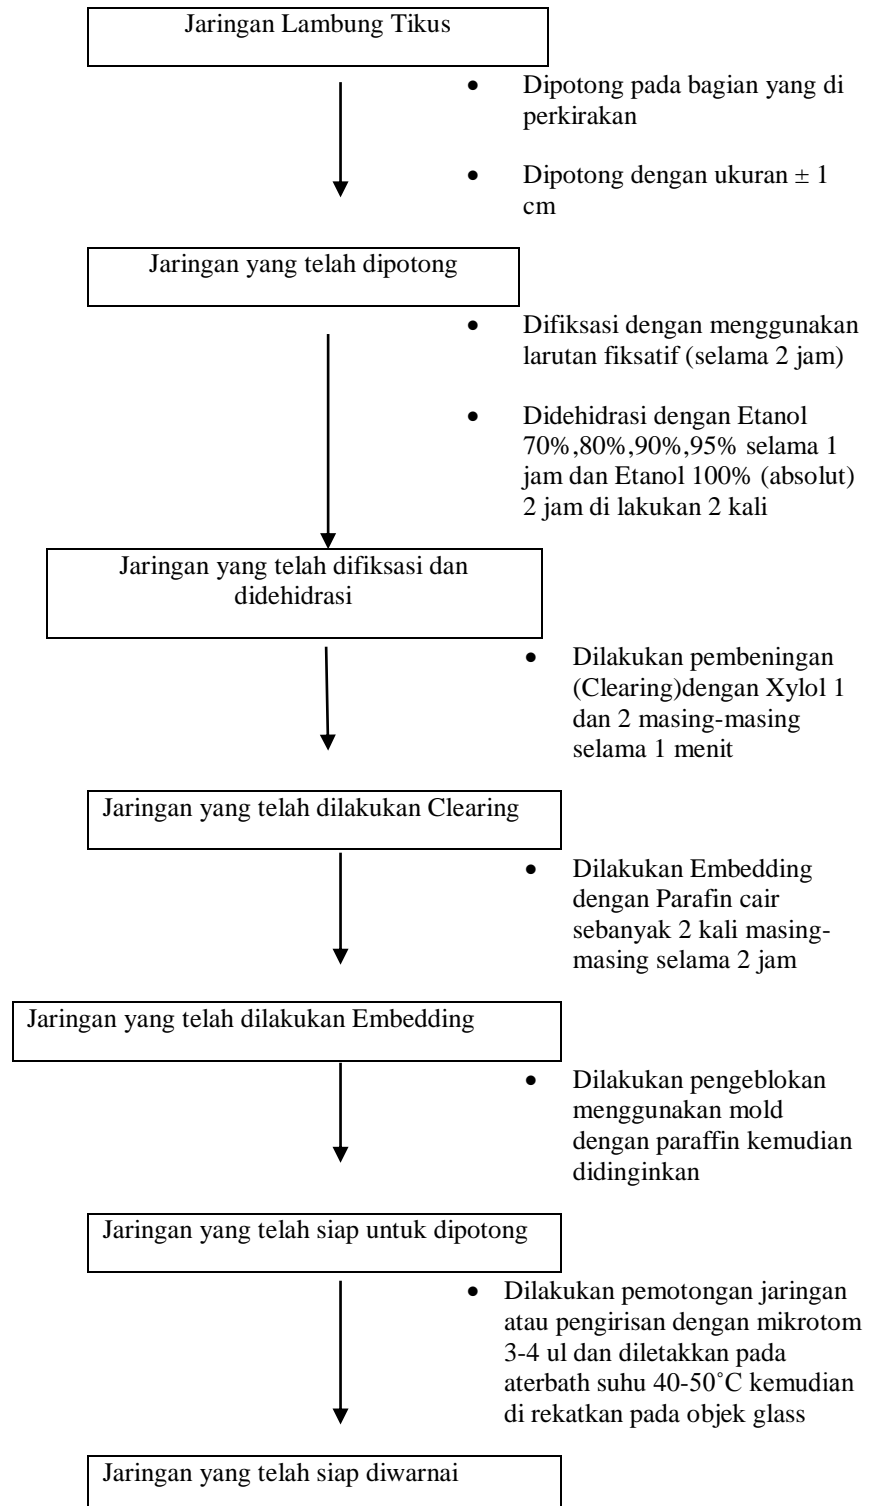 Jaringan Lambung Tikus
• Dipotong pada bagian yang di
perkirakan
• Dipotong dengan ukuran ± 1
cm
Jaringan yang telah dipotong
• Difiksasi dengan menggunakan
larutan fiksatif (selama 2 jam)
• Didehidrasi dengan Etanol
70%,80%,90%,95% selama 1
jam dan Etanol 100% (absolut)
2 jam di lakukan 2 kali
Jaringan yang telah difiksasi dan
didehidrasi
• Dilakukan pembeningan
(Clearing)dengan Xylol 1
dan 2 masing-masing
selama 1 menit
Jaringan yang telah dilakukan Clearing
• Dilakukan Embedding
dengan Parafin cair
sebanyak 2 kali masing-
masing selama 2 jam
Jaringan yang telah dilakukan Embedding
• Dilakukan pengeblokan
menggunakan mold
dengan paraffin kemudian
didinginkan
Jaringan yang telah siap untuk dipotong
• Dilakukan pemotongan jaringan
atau pengirisan dengan mikrotom
3-4 ul dan diletakkan pada
aterbath suhu 40-50˚C kemudian
di rekatkan pada objek glass
Jaringan yang telah siap diwarnai